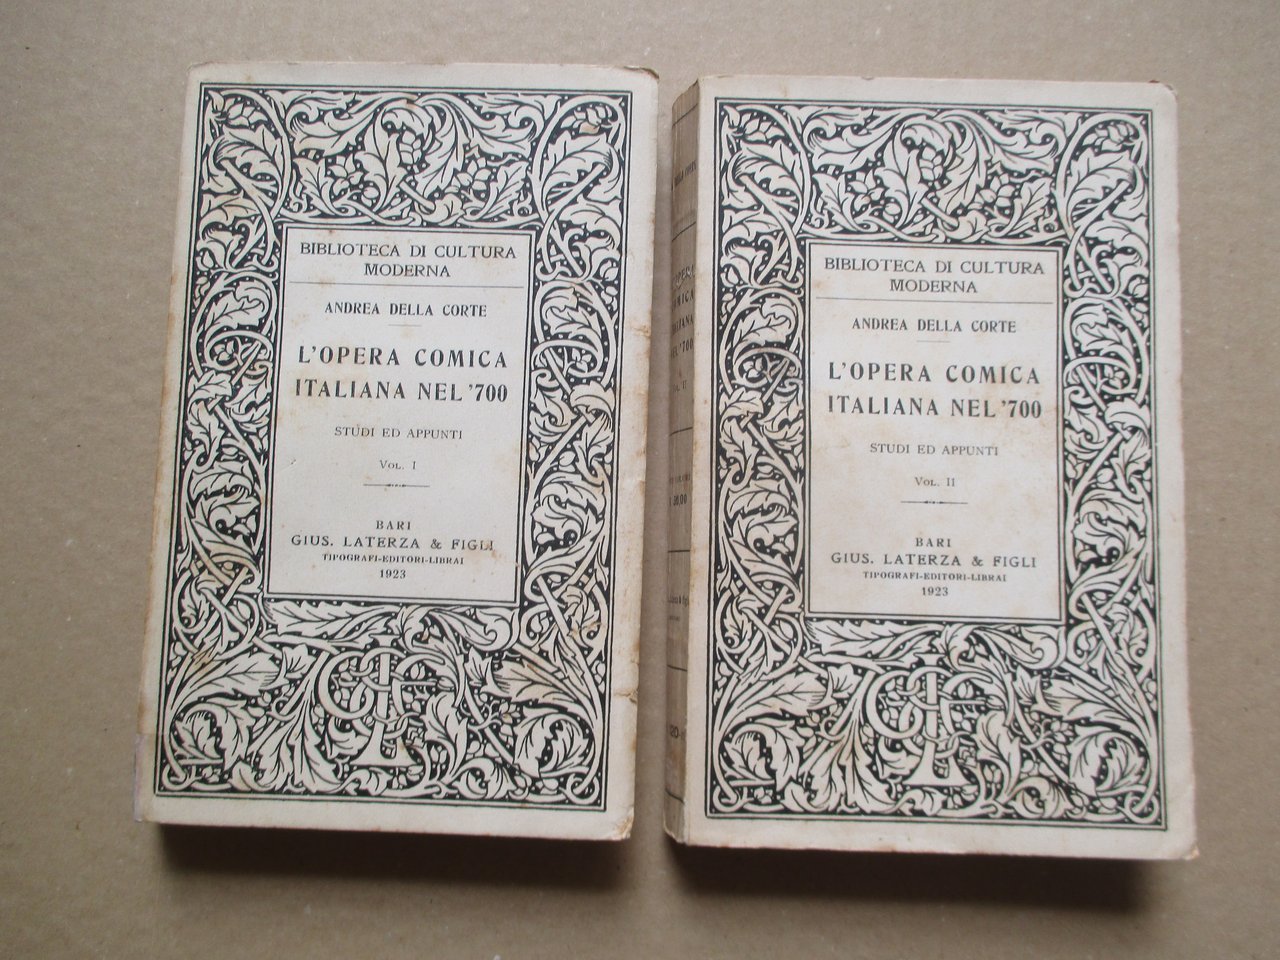 BIBLIOTECA DI CULTURA
MODERNA
ANDREA DELLA CORTE
L'OPERA COMICA
ITALIANA NEL '700
STUDI ED APPUNTI
VOL. I
BARI
GIUS. LATERZA & FIGLI
TIPOGRAFI-EDITORI-LIBRAI
1923
BIBLIOTECA DI CULTURA
MODERNA
ANDREA DELLA CORTE
L'OPERA COMICA
ITALIANA NEL '700
STUDI ED APPUNTI
VOL. II
BARI
GIUS. LATERZA & FIGLI
TIPOGRAFI-EDITORI-LIBRAI
1923